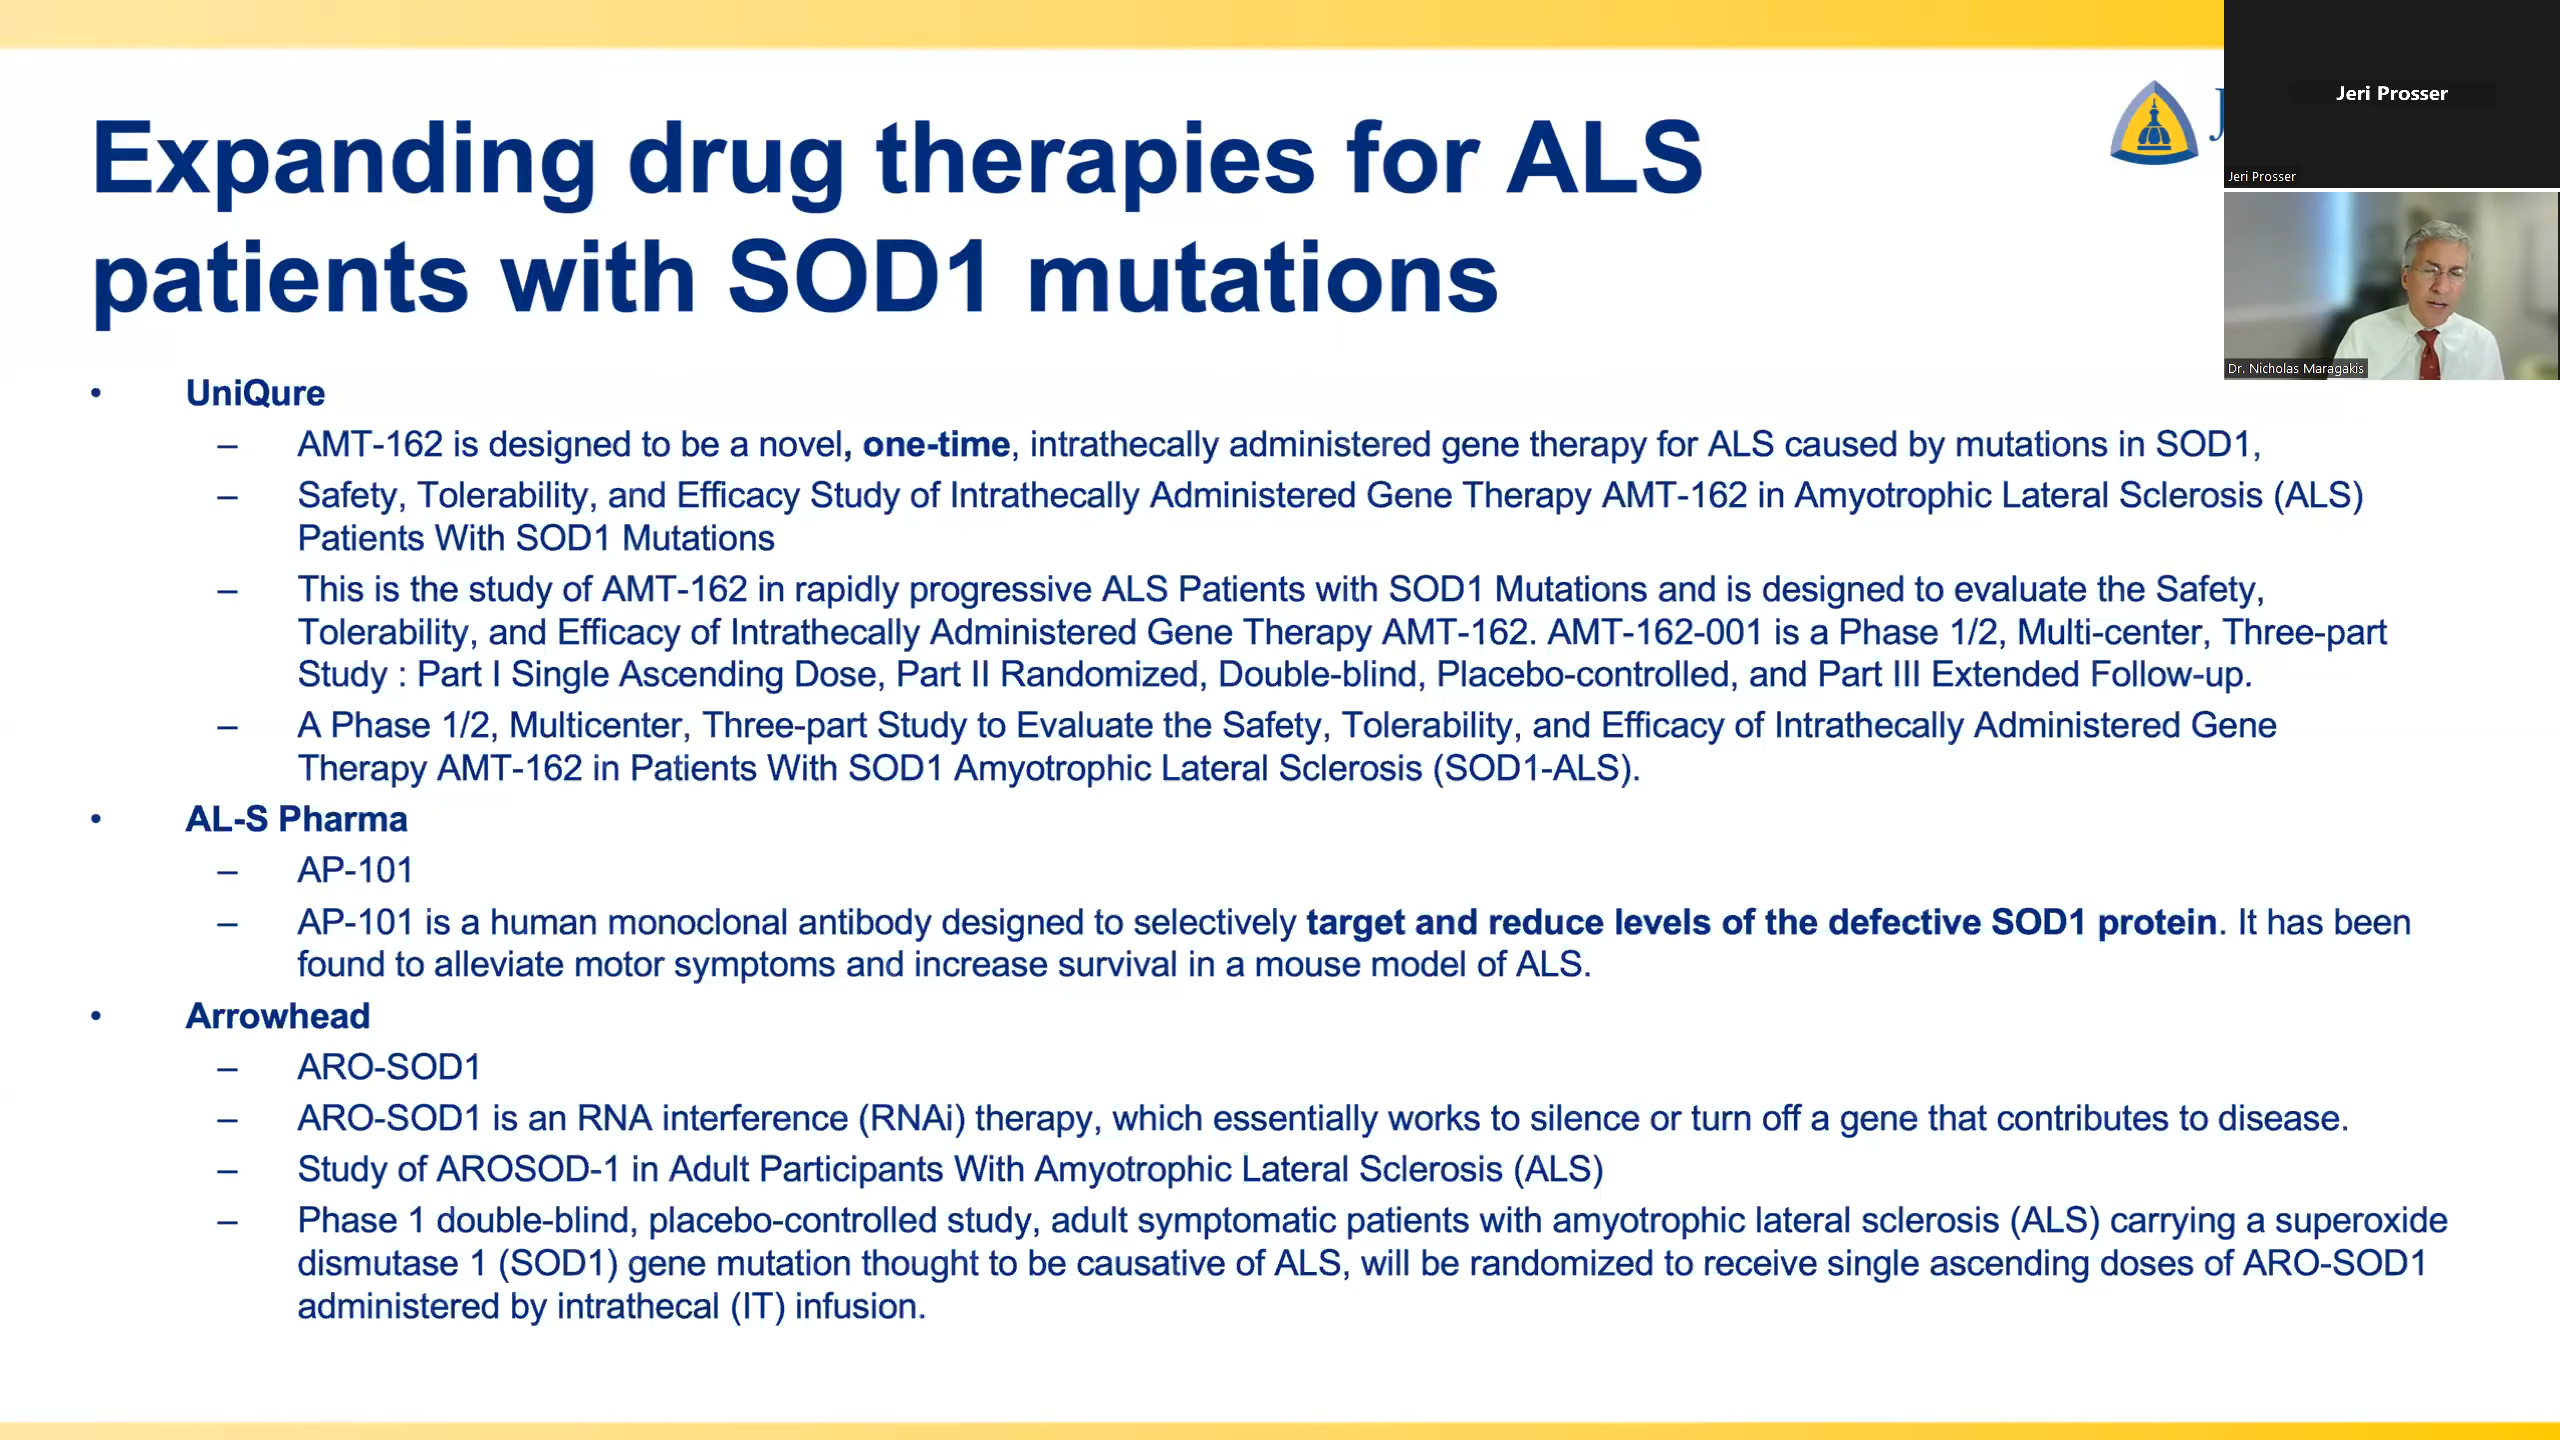 Expanding drug therapies for ALS
patients with SOD1 mutations
• UniQure
– AMT-162 is designed to be a novel, one-time, intrathecally administered gene therapy for ALS caused by mutations in SOD1,
– Safety, Tolerability, and Efficacy Study of Intrathecally Administered Gene Therapy AMT-162 in Amyotrophic Lateral Sclerosis (ALS)
Patients With SOD1 Mutations
– This is the study of AMT-162 in rapidly progressive ALS Patients with SOD1 Mutations and is designed to evaluate the Safety,
Tolerability, and Efficacy of Intrathecally Administered Gene Therapy AMT-162. AMT-162-001 is a Phase 1/2, Multi-center, Three-part
Study : Part I Single Ascending Dose, Part II Randomized, Double-blind, Placebo-controlled, and Part III Extended Follow-up.
– A Phase 1/2, Multicenter, Three-part Study to Evaluate the Safety, Tolerability, and Efficacy of Intrathecally Administered Gene
Therapy AMT-162 in Patients With SOD1 Amyotrophic Lateral Sclerosis (SOD1-ALS).
• AL-S Pharma
– AP-101
– AP-101 is a human monoclonal antibody designed to selectively target and reduce levels of the defective SOD1 protein. It has been
found to alleviate motor symptoms and increase survival in a mouse model of ALS.
• Arrowhead
– ARO-SOD1
– ARO-SOD1 is an RNA interference (RNAi) therapy, which essentially works to silence or turn off a gene that contributes to disease.
– Study of AROSOD-1 in Adult Participants With Amyotrophic Lateral Sclerosis (ALS)
– Phase 1 double-blind, placebo-controlled study, adult symptomatic patients with amyotrophic lateral sclerosis (ALS) carrying a superoxide
dismutase 1 (SOD1) gene mutation thought to be causative of ALS, will be randomized to receive single ascending doses of ARO-SOD1
administered by intrathecal (IT) infusion.
Jeri Prosser
Jeri Prosser
Dr. Nicholas Maragakis